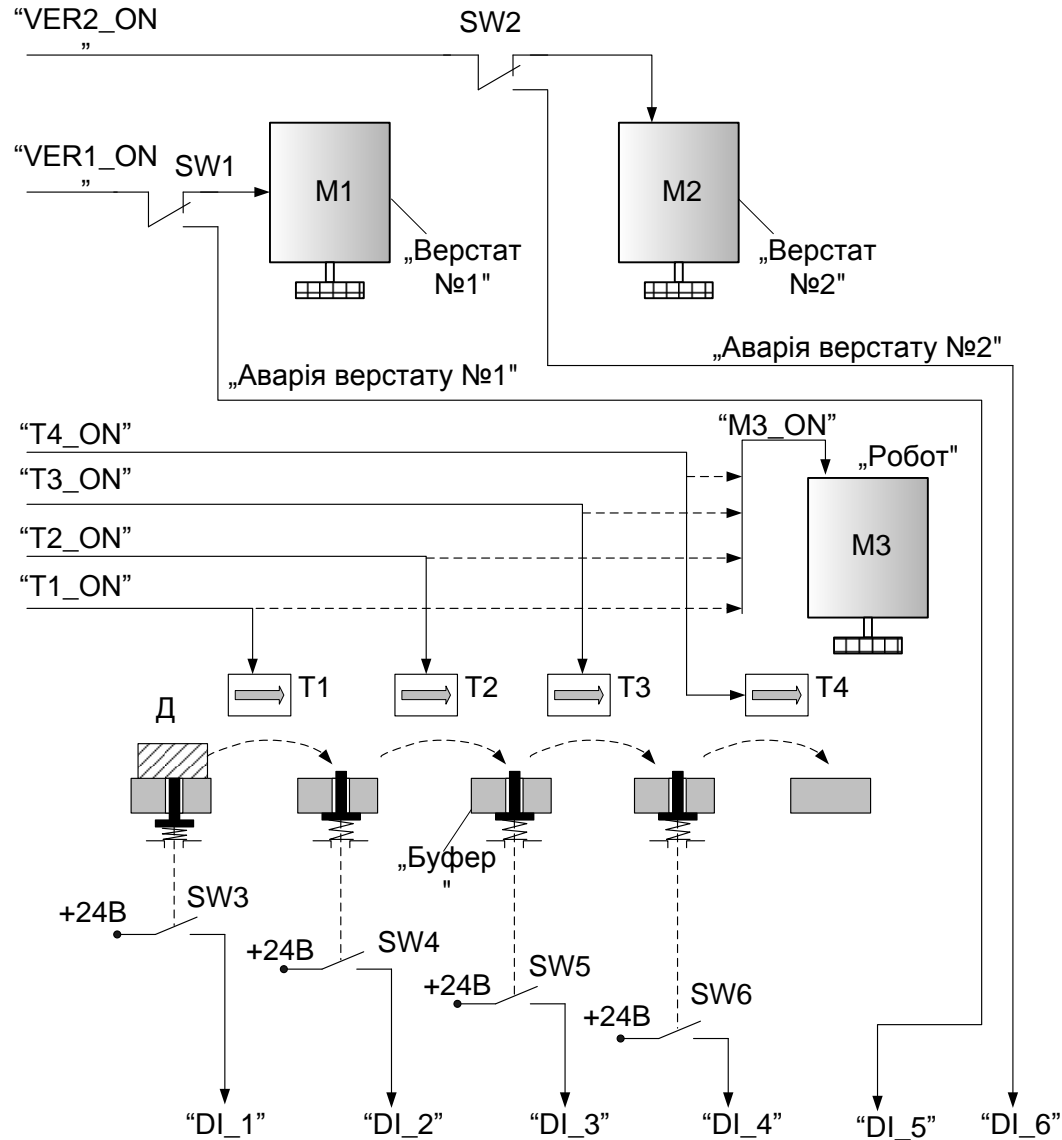 “VER2_ON
”
SW2
“VER1_ON
”
SW1
M1
M2
„Верстат
№1"
„Верстат
№2"
„Аварія верстату №2"
„Аварія верстату №1"
“T4_ON”
“M3_ON”
„Робот"
“T3_ON”
“T2_ON”
M3
“T1_ON”
T1
T2
T3
T4
Д
„Буфер
"
SW3
+24В
SW4
+24В
SW5
+24В
SW6
+24В
“DI_1”
“DI_2”
“DI_3”
“DI_4”
“DI_5”
“DI_6”